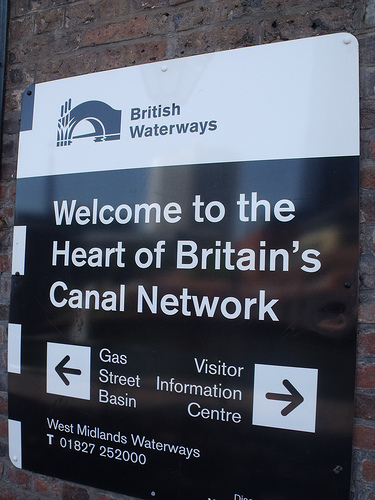 British
Waterways
Welcome to the
Heart of Britain's
Canal Network
Gas
Street
Basin
Visitor
Information
Centre
West Midlands Waterways
T 01827 252000